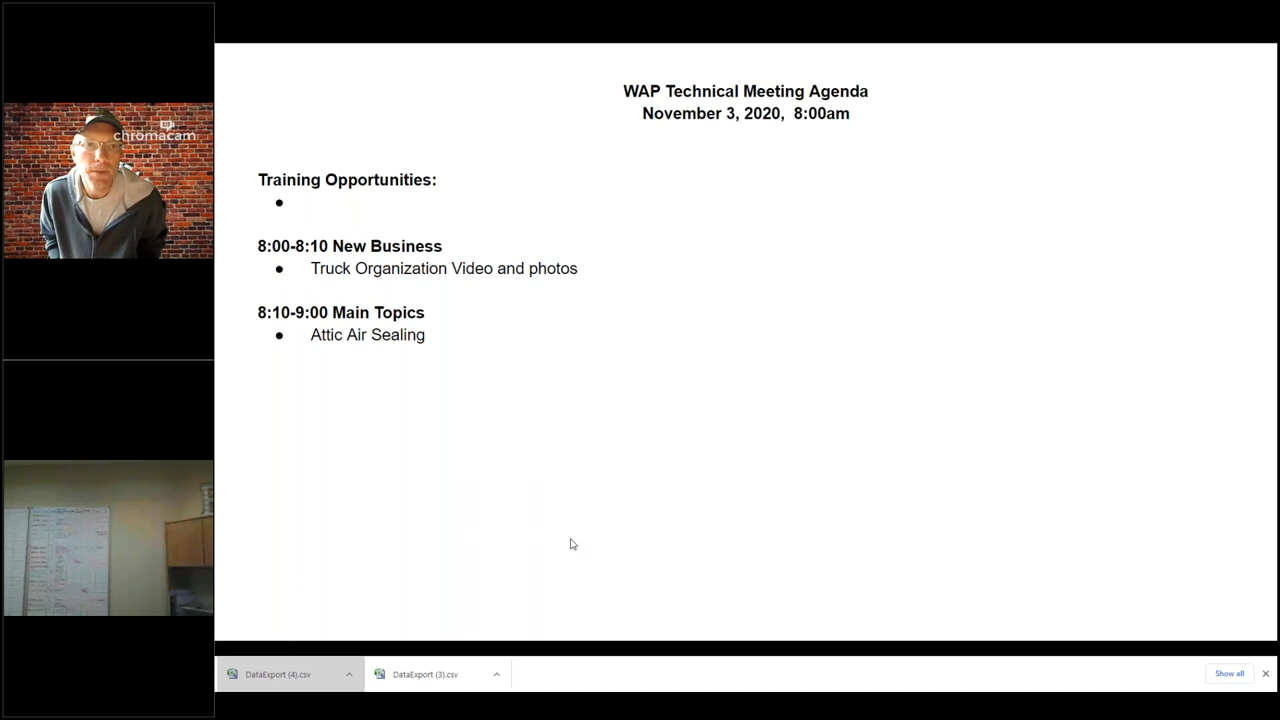 chromacam
WAP Technical Meeting Agenda
November 3, 2020, 8:00am
Training Opportunities:
●
8:00-8:10 New Business
● Truck Organization Video and photos
8:10-9:00 Main Topics
● Attic Air Sealing
DataExport (4).csv
DataExport (3).csv
Show all